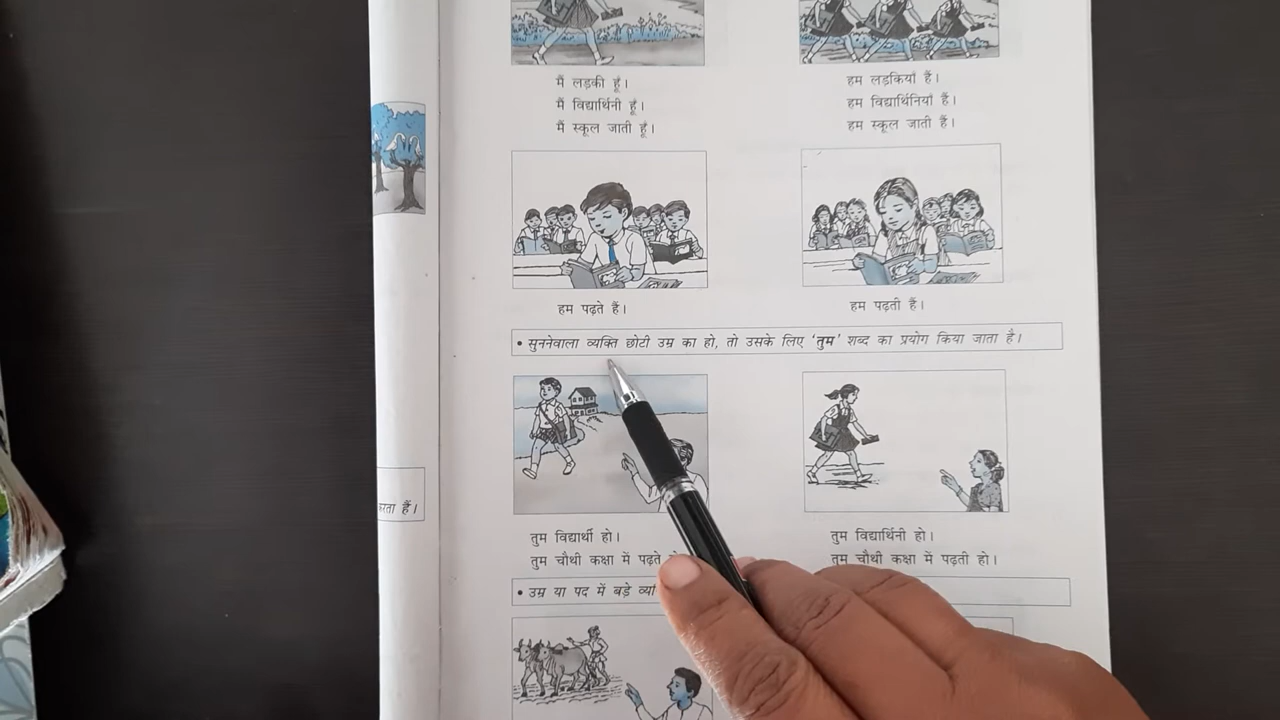 मैं लड़की हूँ।
मैं विद्यार्थिनी हूँ।
मैं स्कूल जाती हूँ।
हम लड़कियाँ हैं।
हम विद्यार्थिनियाँ हैं।
हम स्कूल जाती हैं।
हम पढ़ते हैं।
हम पढ़ती हैं।
• सुननेवाला व्यक्ति छोटी उम्र का हो, तो उसके लिए ‘तुम’ शब्द का प्रयोग किया जाता है।
करता हैं।
तुम विद्यार्थी हो।
तुम चौथी कक्षा में पढ़ते
तुम विद्यार्थिनी हो।
तुम चौथी कक्षा में पढ़ती हो।
• उम्र या पद में बड़े